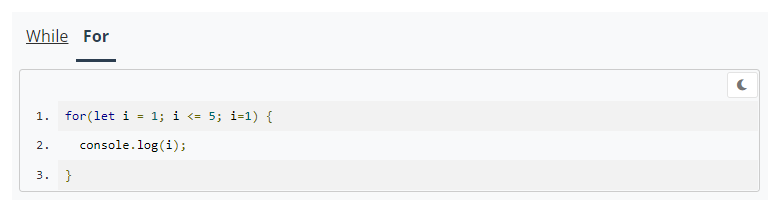 While For
1. for(let i = 1; i <= 5; i=1) {
2. console.log(i);
3. }